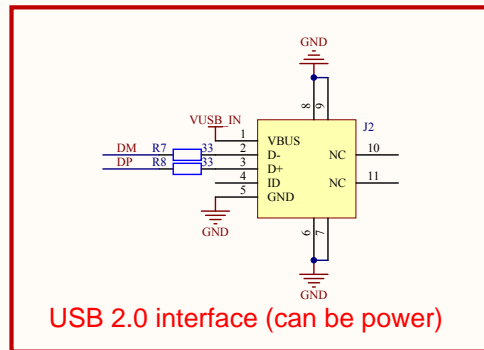 GND
8 9
VUSB_IN
J2
1 VBUS
DM R7 33 2 D- NC 10
DP R8 33 3 D+
4 ID NC 11
5 GND
GND
6 7
GND
USB 2.0 interface (can be power)